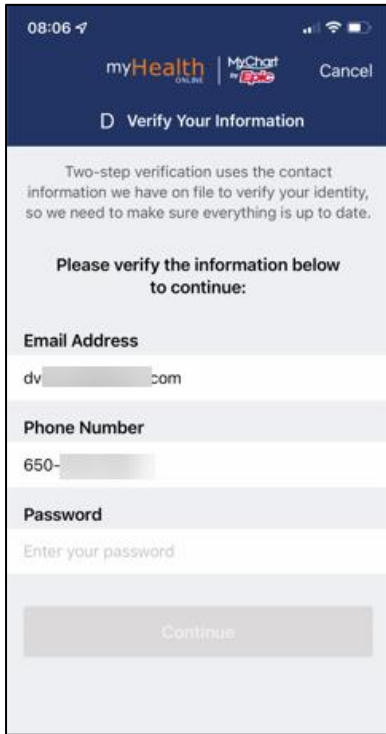 08:06
myHealth ONLINE | MyChart by Epic Cancel
D Verify Your Information
Two-step verification uses the contact
information we have on file to verify your identity,
so we need to make sure everything is up to date.
Please verify the information below
to continue:
Email Address
dv com
Phone Number
650-
Password
Enter your password
Continue